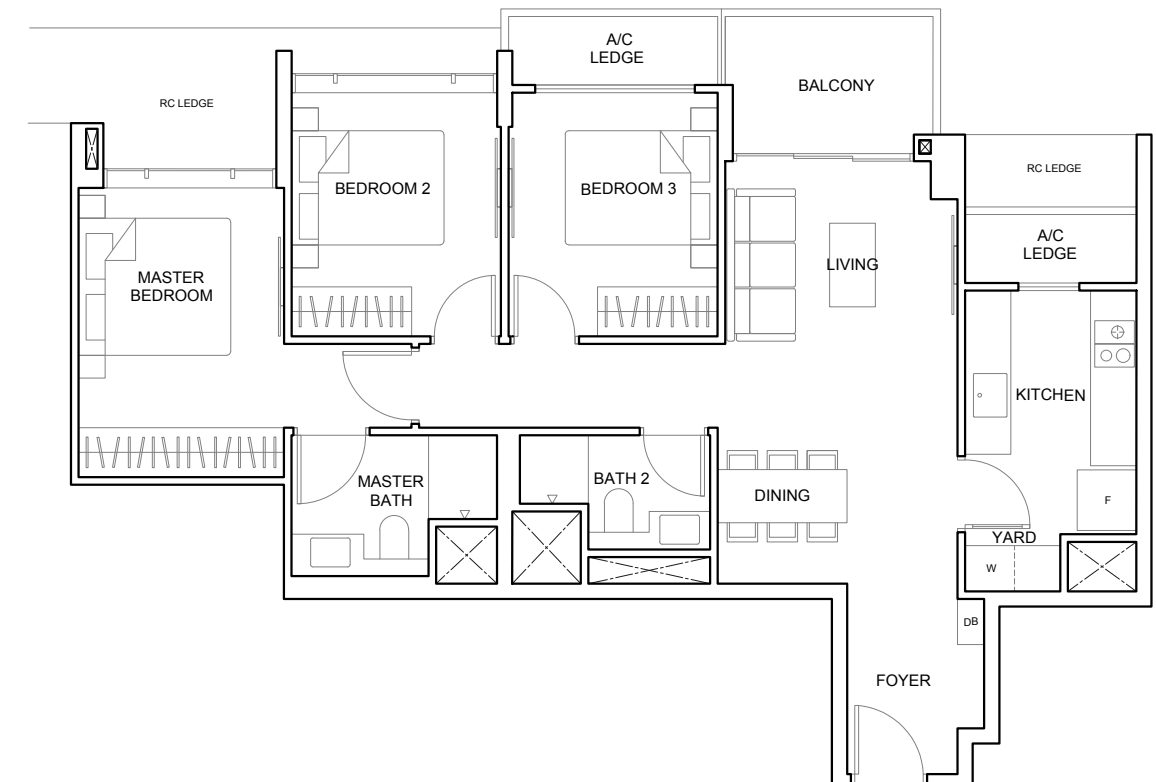 A/C
LEDGE
BALCONY
RC LEDGE
RC LEDGE
BEDROOM 2
BEDROOM 3
A/C
LEDGE
LIVING
MASTER
BEDROOM
KITCHEN
MASTER
BATH
BATH 2
DINING
F
YARD
W
DB
FOYER